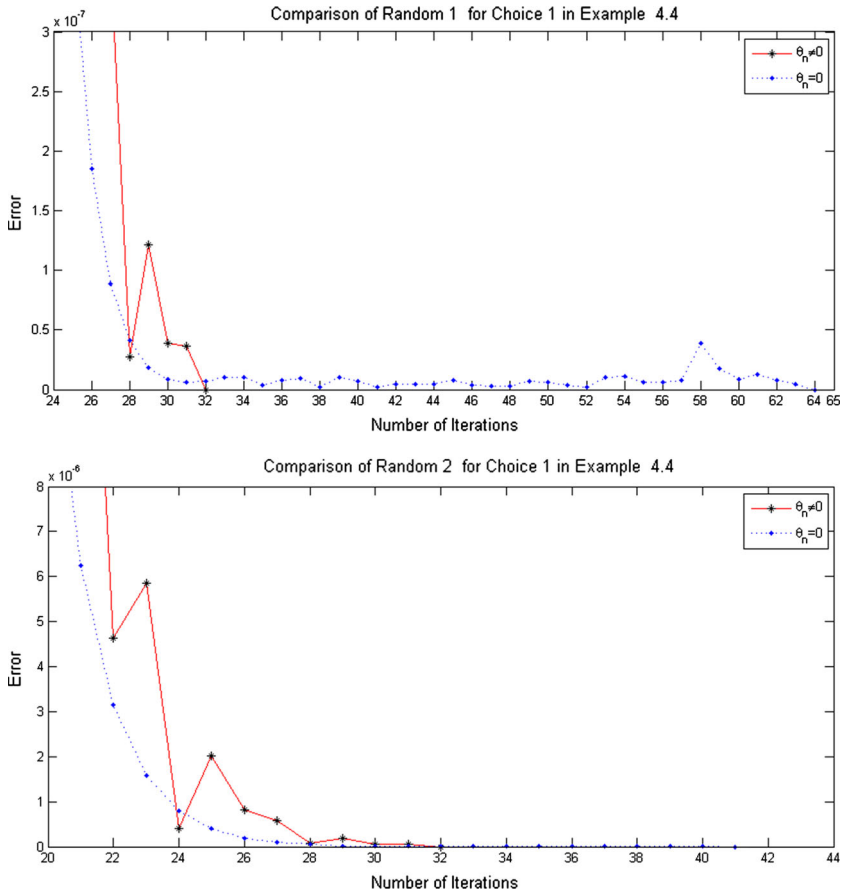 Comparison of Random 1 for Choice 1 in Example 4.4
x 10⁻⁷
3
2.5
2
1.5
1
0.5
0
Error
θ_n≠0
θ_n=0
24 26 28 30 32 34 36 38 40 42 44 46 48 50 52 54 56 58 60 62 64 65
Number of Iterations
Comparison of Random 2 for Choice 1 in Example 4.4
x 10⁻⁶
8
7
6
5
4
3
2
1
0
Error
θ_n≠0
θ_n=0
20 22 24 26 28 30 32 34 36 38 40 42 44
Number of Iterations